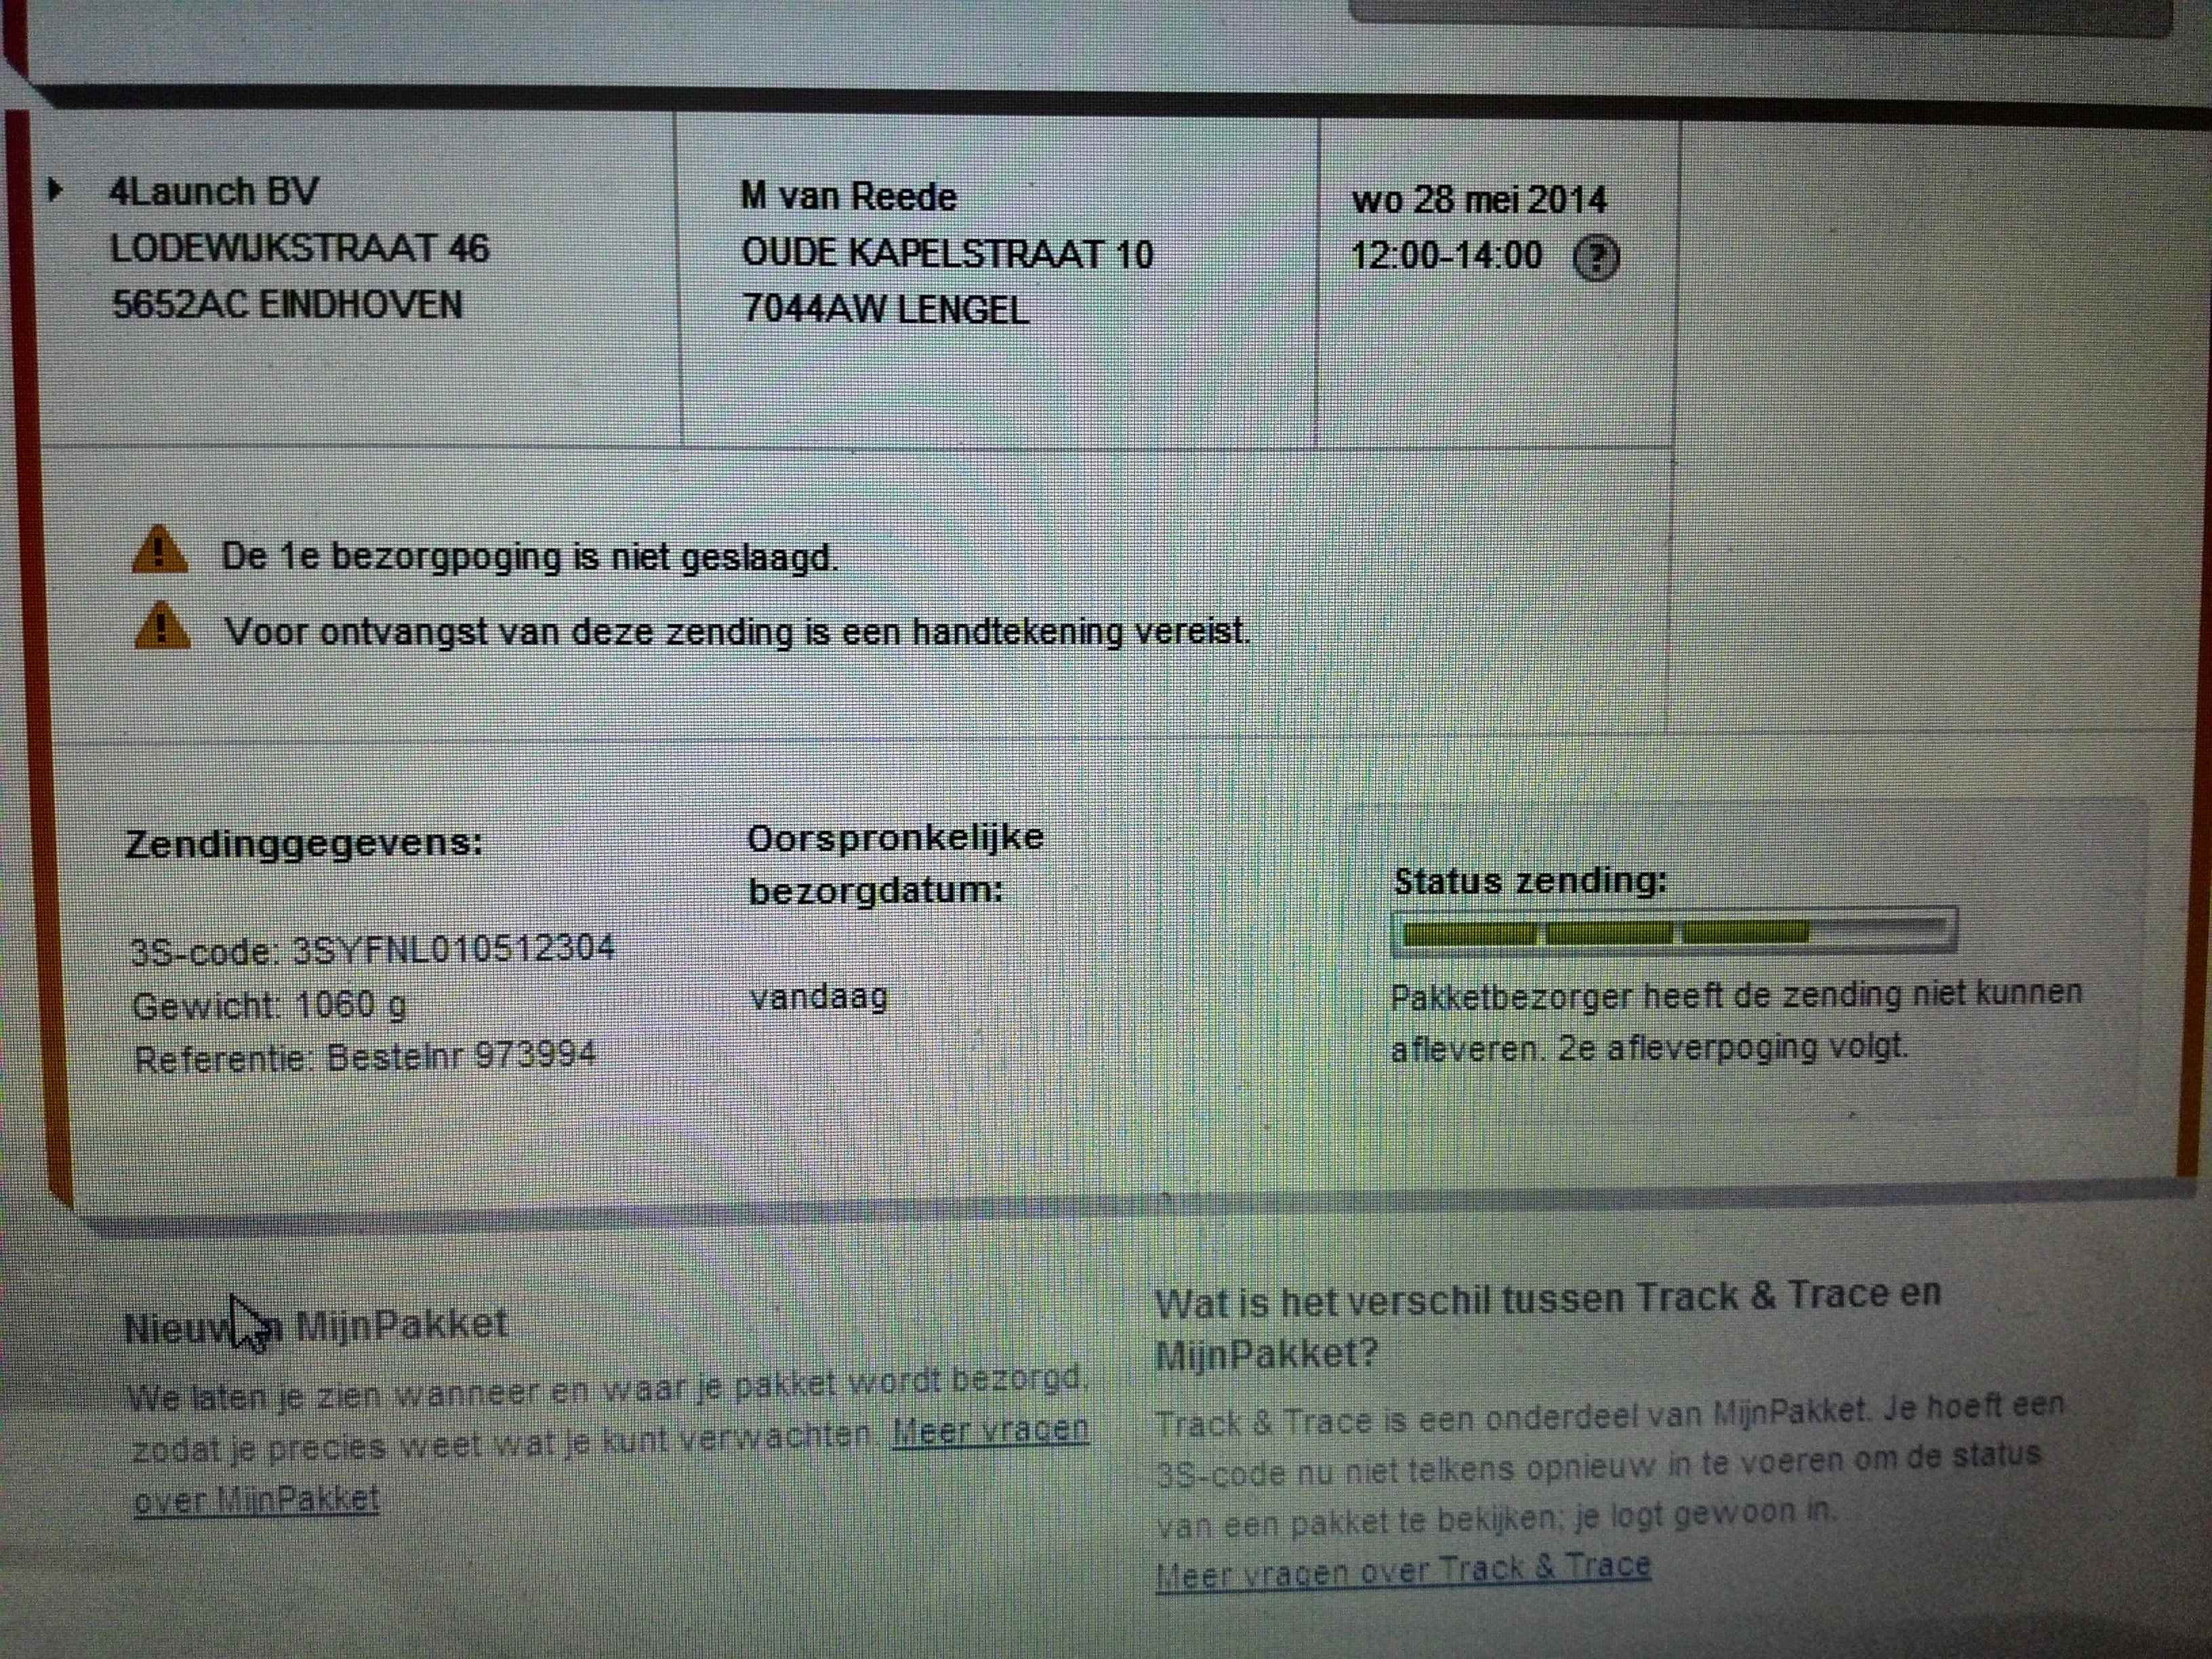 4Launch BV
LODEWIJKSTRAAT 46
5652AC EINDHOVEN
M van Reede
OUDE KAPELSTRAAT 10
7044AW LENGEL
wo 28 mei 2014
12:00-14:00 ?
De 1e bezorgpoging is niet geslaagd.
Voor ontvangst van deze zending is een handtekening vereist.
Zendinggegevens:
3S-code: 3SYFNL010512304
Gewicht: 1060 g
Referentie: Bestelnr 973994
Oorspronkelijke
bezorgdatum:
vandaag
Status zending:
Pakketbezorger heeft de zending niet kunnen
afleveren. 2e afleverpoging volgt.
MijnPakket
We laten je zien wanneer en waar je pakket wordt bezorgd,
zodat je precies weet wat je kunt verwachten. Meer vragen
over MijnPakket
Wat is het verschil tussen Track & Trace en
MijnPakket?
Track & Trace is een onderdeel van MijnPakket. Je hoeft een
3S-code nu niet telkens opnieuw in te voeren om de status
van een pakket te bekijken; je logt gewoon in.
Meer vragen over Track & Trace